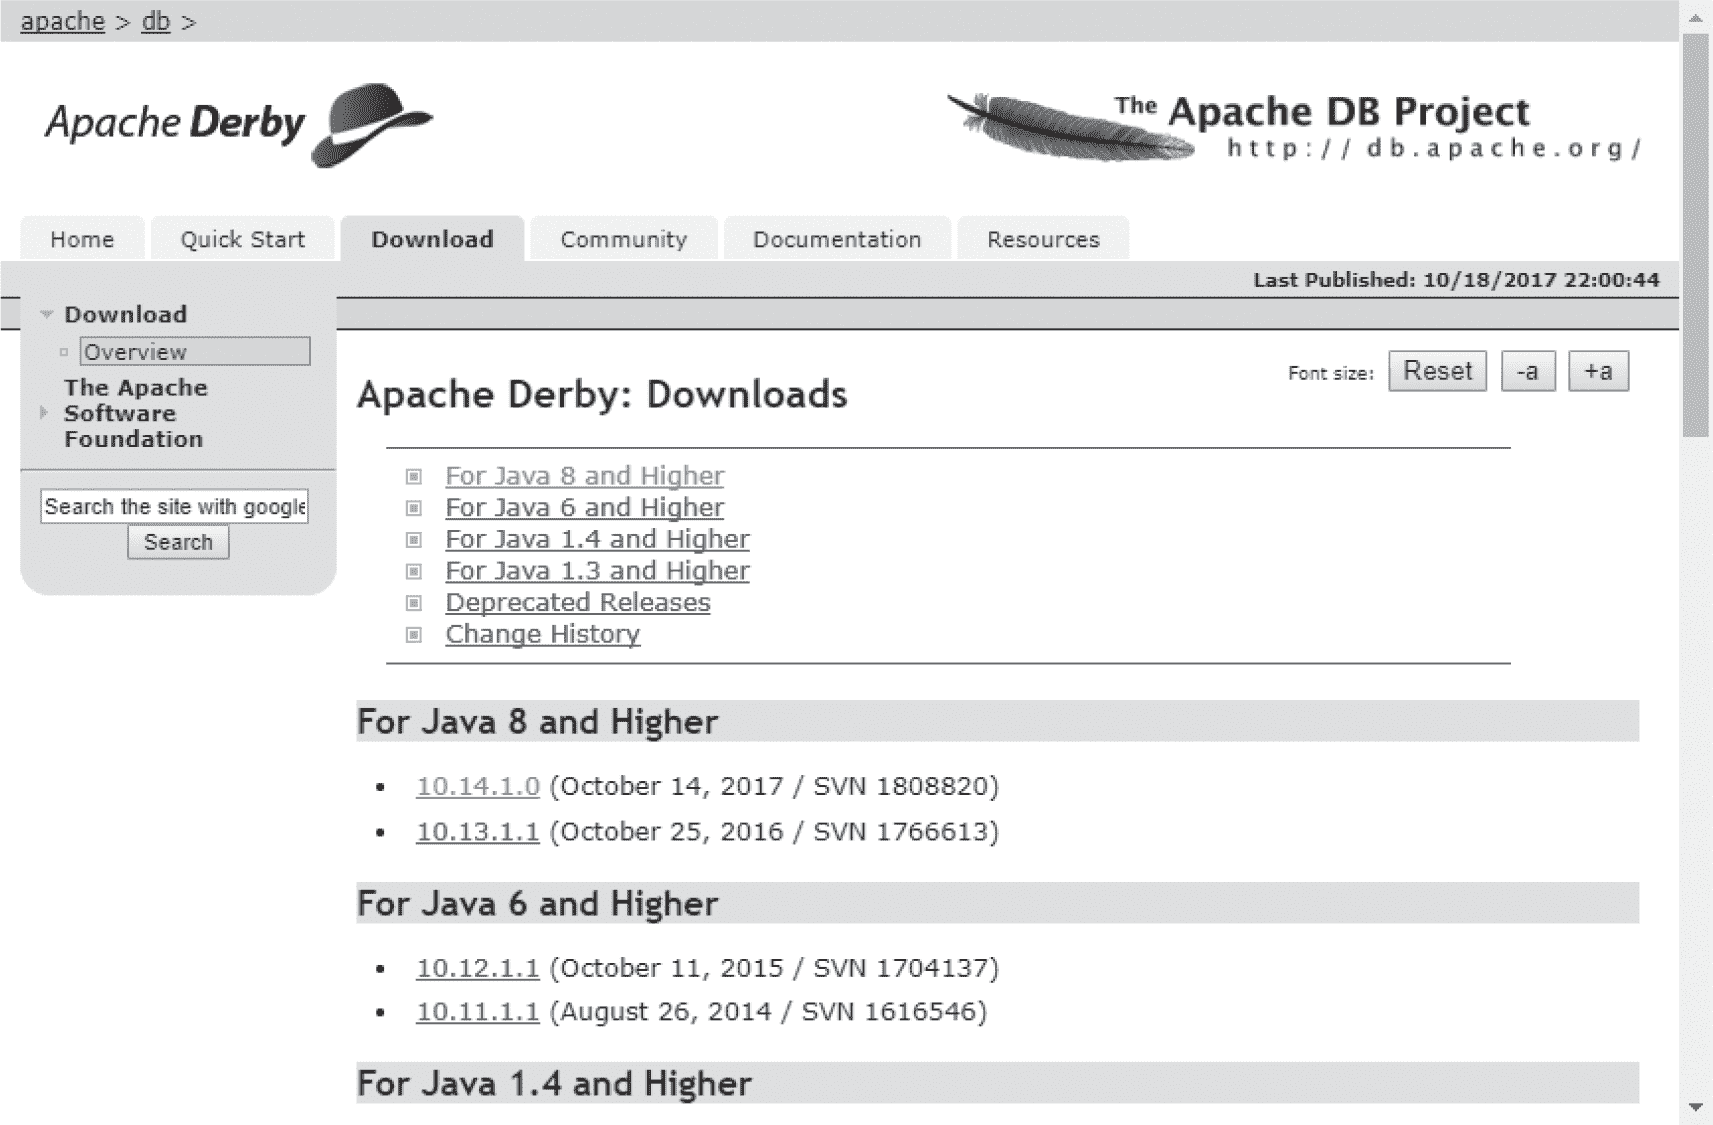 apache > db >
Apache Derby
The Apache DB Project
http://db.apache.org/
Home
Quick Start
Download
Community
Documentation
Resources
Last Published: 10/18/2017 22:00:44
Download
Overview
The Apache
Software
Foundation
Search the site with google
Search
Font size: Reset -a +a
Apache Derby: Downloads
For Java 8 and Higher
For Java 6 and Higher
For Java 1.4 and Higher
For Java 1.3 and Higher
Deprecated Releases
Change History
For Java 8 and Higher
• 10.14.1.0 (October 14, 2017 / SVN 1808820)
• 10.13.1.1 (October 25, 2016 / SVN 1766613)
For Java 6 and Higher
• 10.12.1.1 (October 11, 2015 / SVN 1704137)
• 10.11.1.1 (August 26, 2014 / SVN 1616546)
For Java 1.4 and Higher